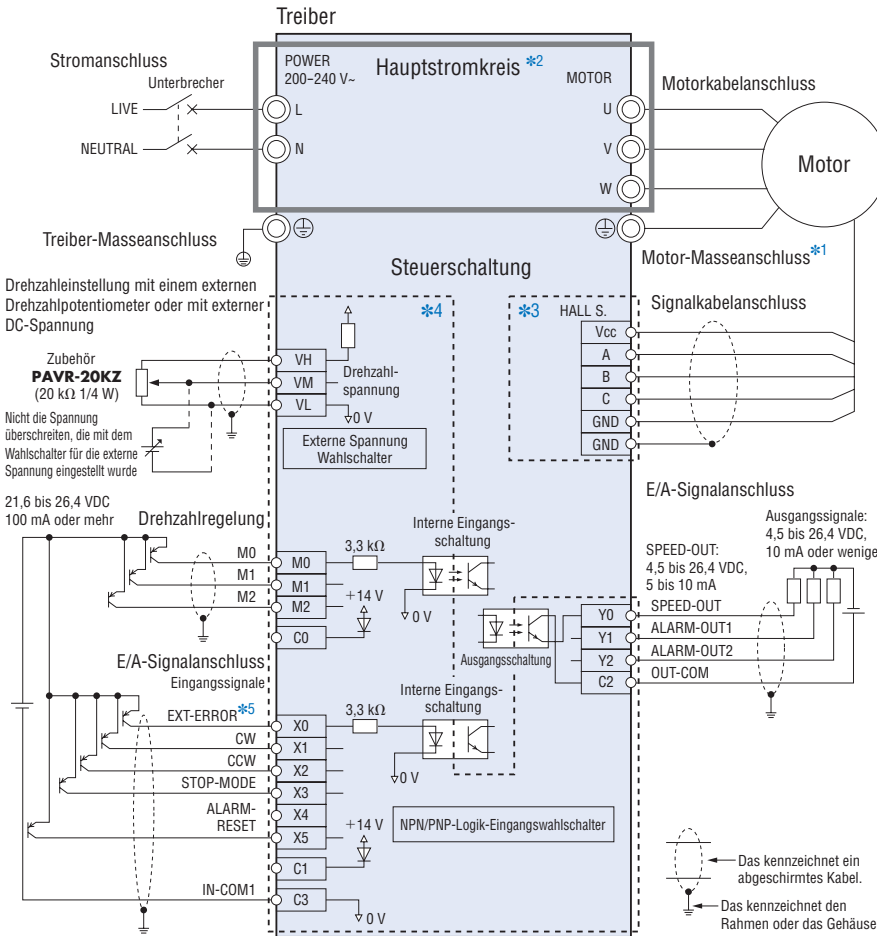 Treiber
Stromanschluss
Unterbrecher
LIVE
NEUTRAL
POWER
200–240 V~
Hauptstromkreis *2
MOTOR
L
N
U
V
W
Motorkabelanschluss
Motor
Treiber-Masseanschluss
Motor-Masseanschluss*1
Steuerschaltung
Drehzahleinstellung mit einem externen
Drehzahlpotentiometer oder mit externer
DC-Spannung
*4
*3
HALL S.
Signalkabelanschluss
Vcc
A
B
C
GND
GND
Zubehör
PAVR-20KZ
(20 kΩ 1/4 W)
VH
VM
VL
Drehzahl-
spannung
0 V
Externe Spannung
Wahlschalter
Nicht die Spannung
überschreiten, die mit dem
Wahlschalter für die externe
Spannung eingestellt wurde
21,6 bis 26,4 VDC
100 mA oder mehr
Drehzahlregelung
M0
M1
M2
M0
M1
M2
C0
3,3 kΩ
+14 V
Interne Eingangs-
schaltung
0 V
E/A-Signalanschluss
Ausgangssignale:
4,5 bis 26,4 VDC,
10 mA oder wenige
SPEED-OUT:
4,5 bis 26,4 VDC,
5 bis 10 mA
Y0
Y1
Y2
C2
SPEED-OUT
ALARM-OUT1
ALARM-OUT2
OUT-COM
Ausgangsschaltung
E/A-Signalanschluss
Eingangssignale
EXT-ERROR*5
CW
CCW
STOP-MODE
ALARM-
RESET
IN-COM1
X0
X1
X2
X3
X4
X5
C1
C3
3,3 kΩ
Interne Eingangs-
schaltung
0 V
+14 V
NPN/PNP-Logik-Eingangswahlschalter
0 V
Das kennzeichnet ein
abgeschirmtes Kabel.
Das kennzeichnet den
Rahmen oder das Gehäuse